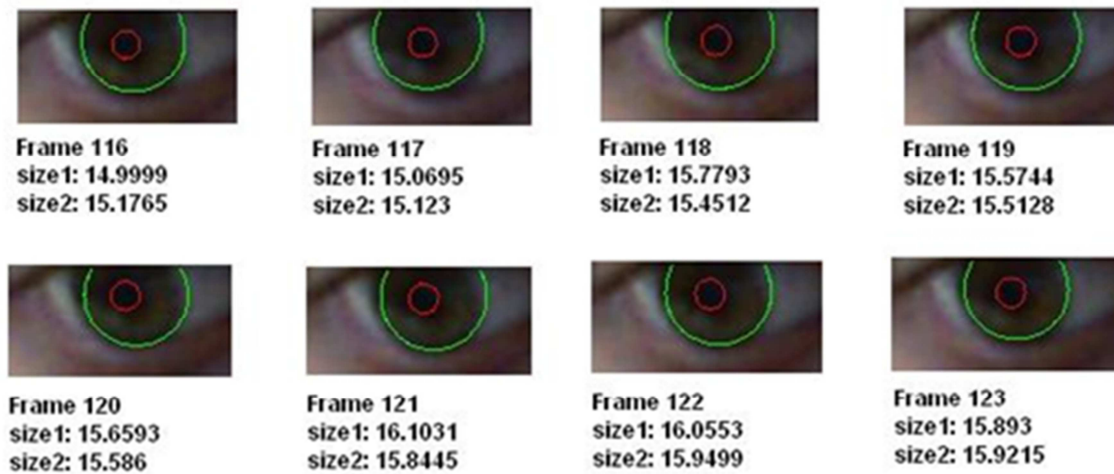 Frame 116
size1: 14.9999
size2: 15.1765
Frame 117
size1: 15.0695
size2: 15.123
Frame 118
size1: 15.7793
size2: 15.4512
Frame 119
size1: 15.5744
size2: 15.5128
Frame 120
size1: 15.6593
size2: 15.586
Frame 121
size1: 16.1031
size2: 15.8445
Frame 122
size1: 16.0553
size2: 15.9499
Frame 123
size1: 15.893
size2: 15.9215